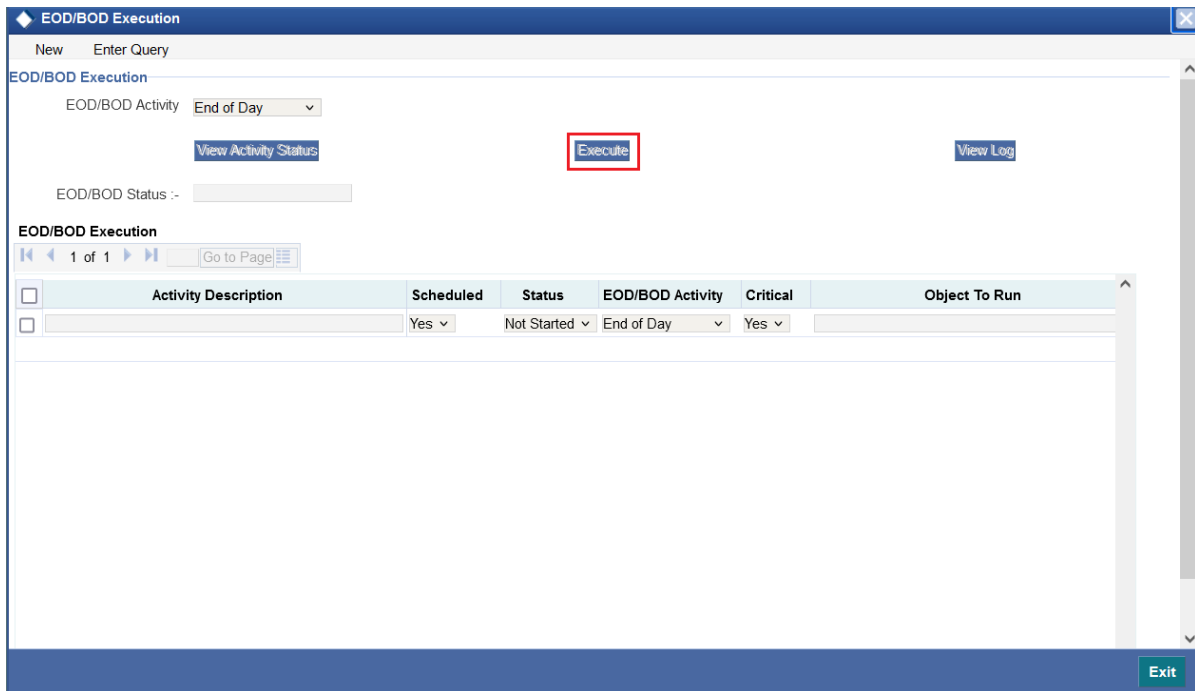 EOD/BOD Execution
New Enter Query
EOD/BOD Execution
EOD/BOD Activity End of Day
View Activity Status Execute View Log
EOD/BOD Status :-
EOD/BOD Execution
1 of 1 Go to Page
Activity Description Scheduled Status EOD/BOD Activity Critical Object To Run
Yes Not Started End of Day Yes
Exit